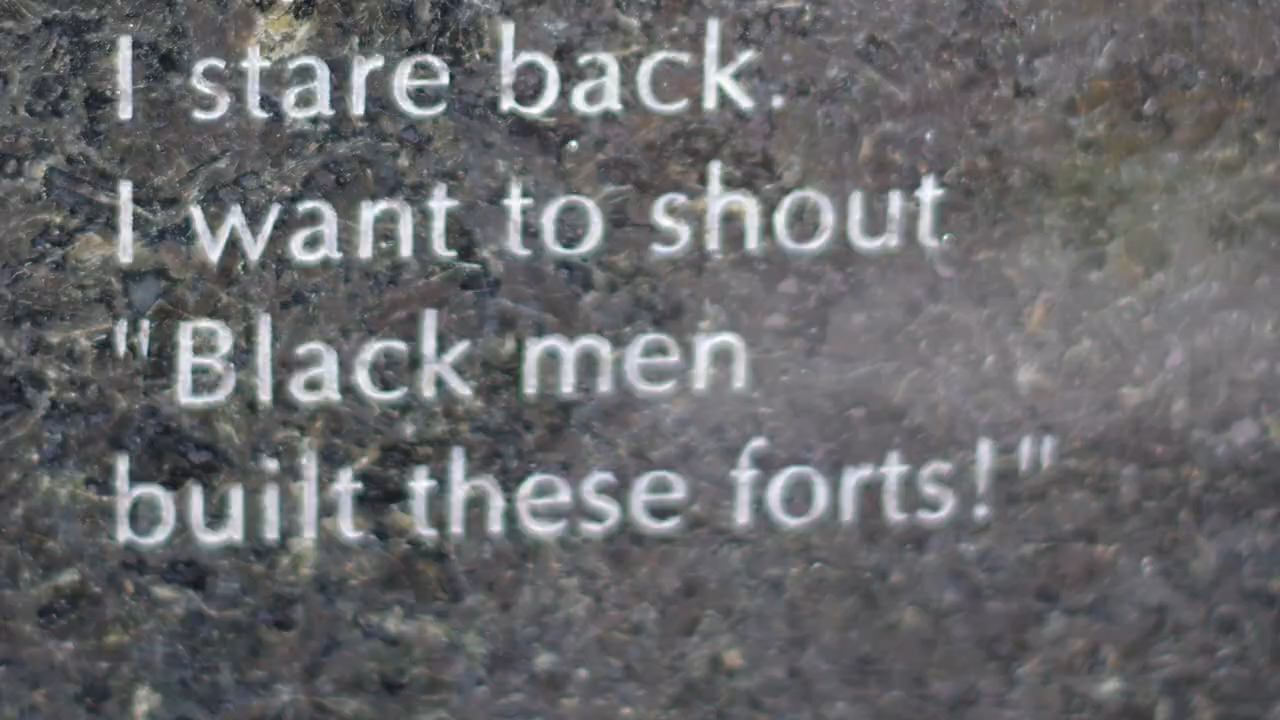 I stare back.
I want to shout
"Black men
built these forts!"